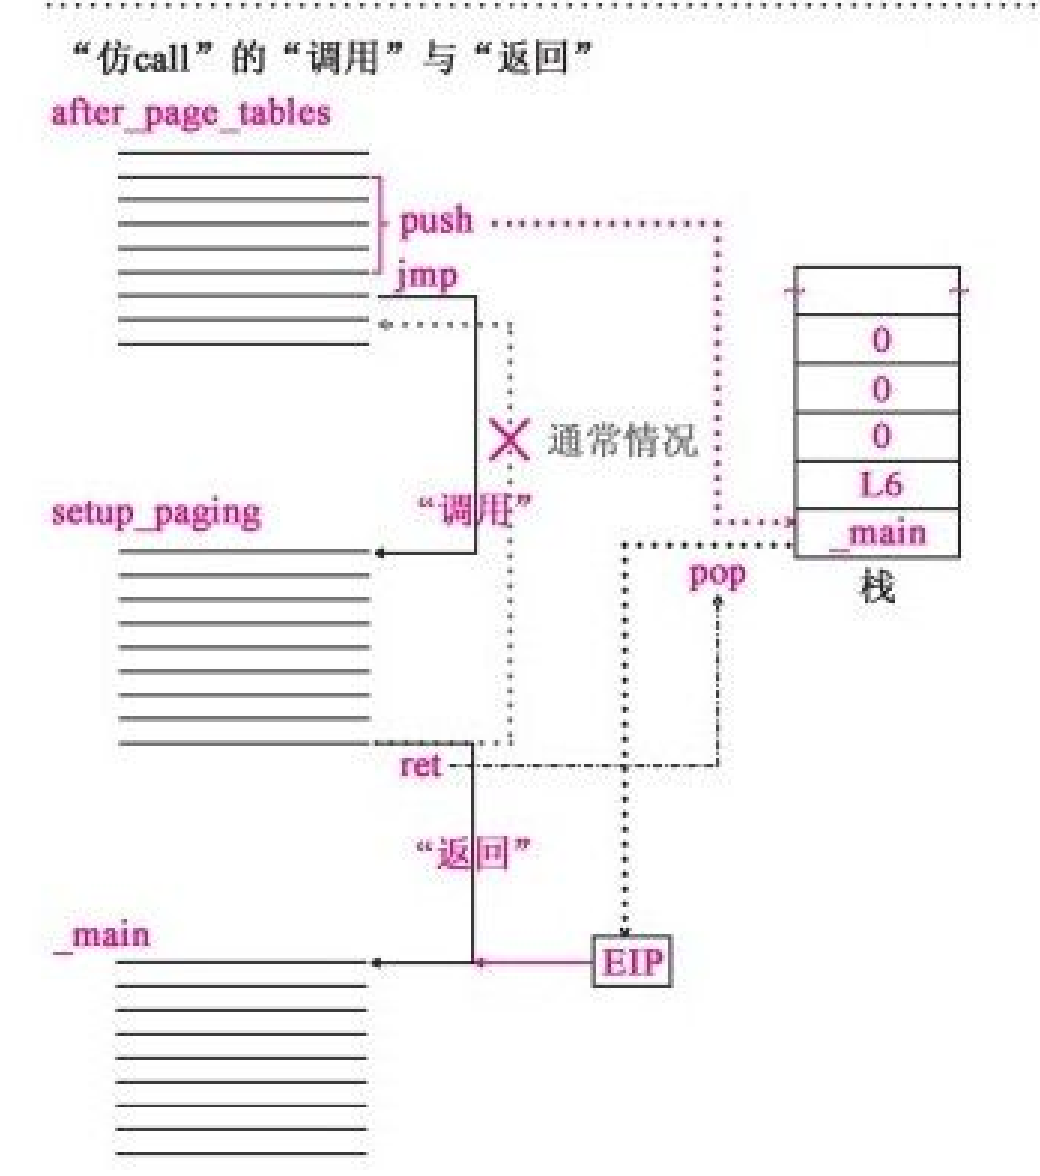 “仿call”的“调用”与“返回”
after_page_tables
push
jmp
0
0
0
通常情况
L6
setup_paging
“调用”
_main
pop
栈
ret
“返回”
_main
EIP